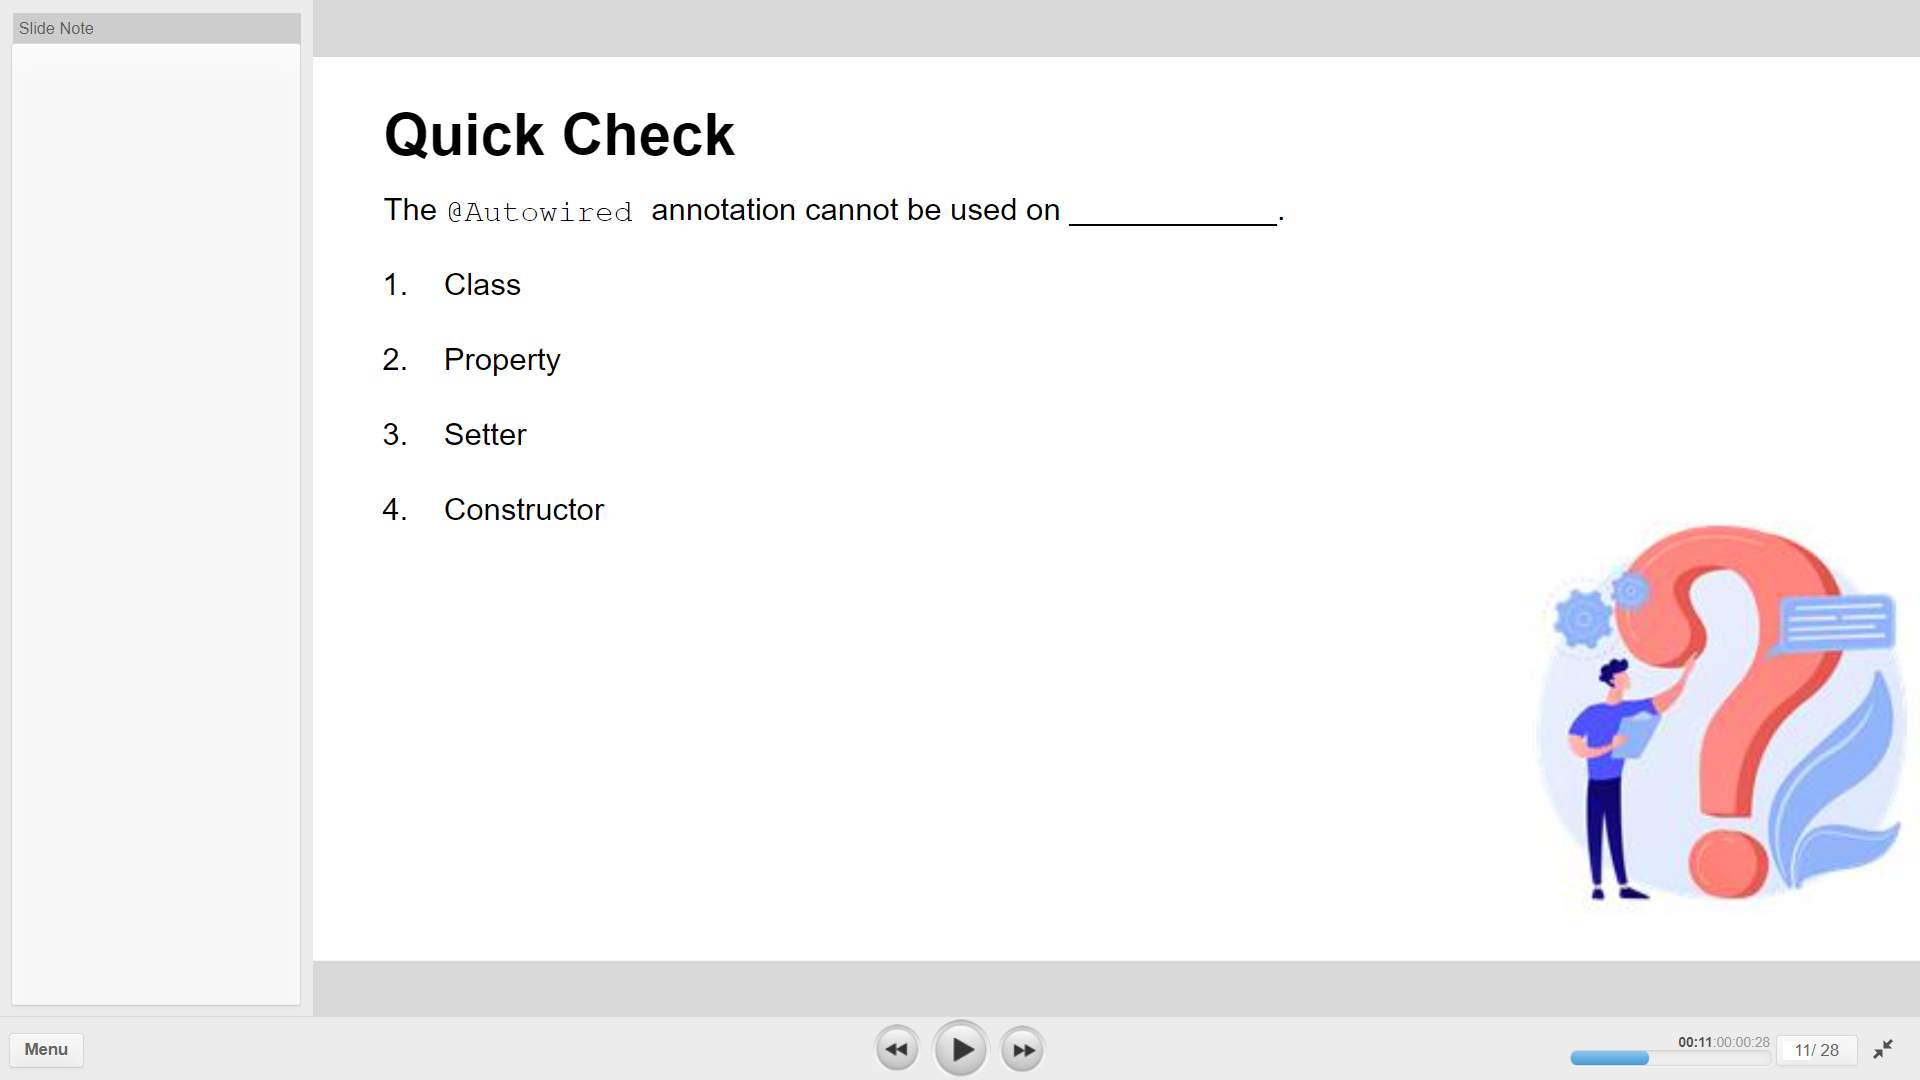 Slide Note
Quick Check
The @Autowired annotation cannot be used on _____________.
1. Class
2. Property
3. Setter
4. Constructor
Menu
00:11:00:00:28
11/ 28